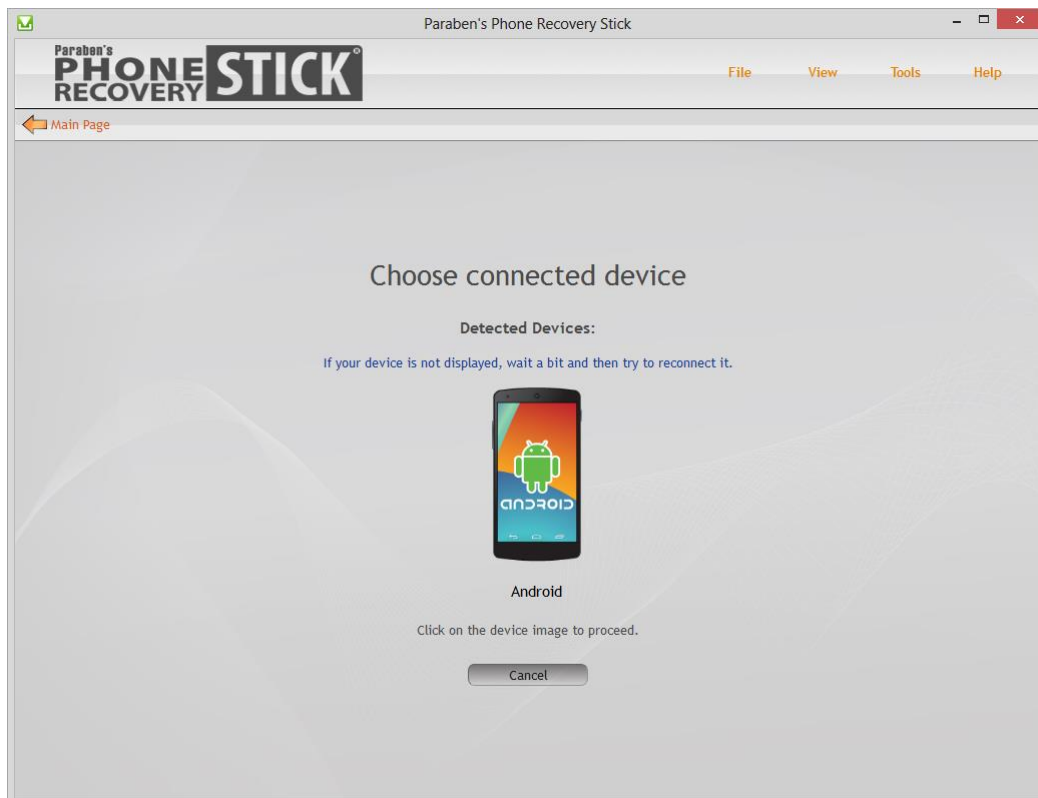 Paraben's Phone Recovery Stick
Paraben's
PHONE
RECOVERY STICK®
File View Tools Help
Main Page
Choose connected device
Detected Devices:
If your device is not displayed, wait a bit and then try to reconnect it.
ANDROID
Android
Click on the device image to proceed.
Cancel